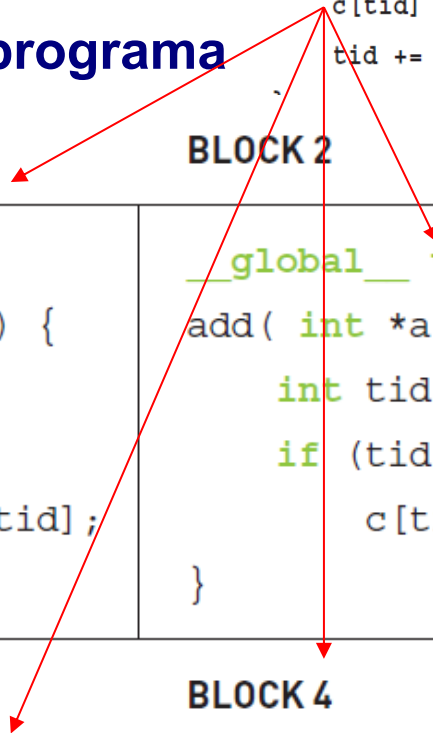 c[tid]
programa
tid +=
BLOCK 2
__global__
) {
add( int *a
int tid
if (tid
tid];
c[t
}
BLOCK 4